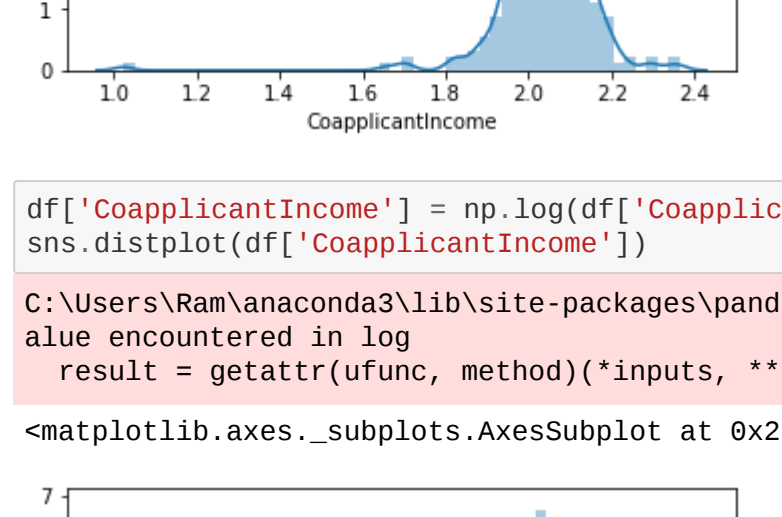 1
0
1.0 1.2 1.4 1.6 1.8 2.0 2.2 2.4
CoapplicantIncome
df['CoapplicantIncome'] = np.log(df['Coapplic
sns.distplot(df['CoapplicantIncome'])
C:\Users\Ram\anaconda3\lib\site-packages\pand
alue encountered in log
  result = getattr(ufunc, method)(*inputs, **
<matplotlib.axes._subplots.AxesSubplot at 0x2
7